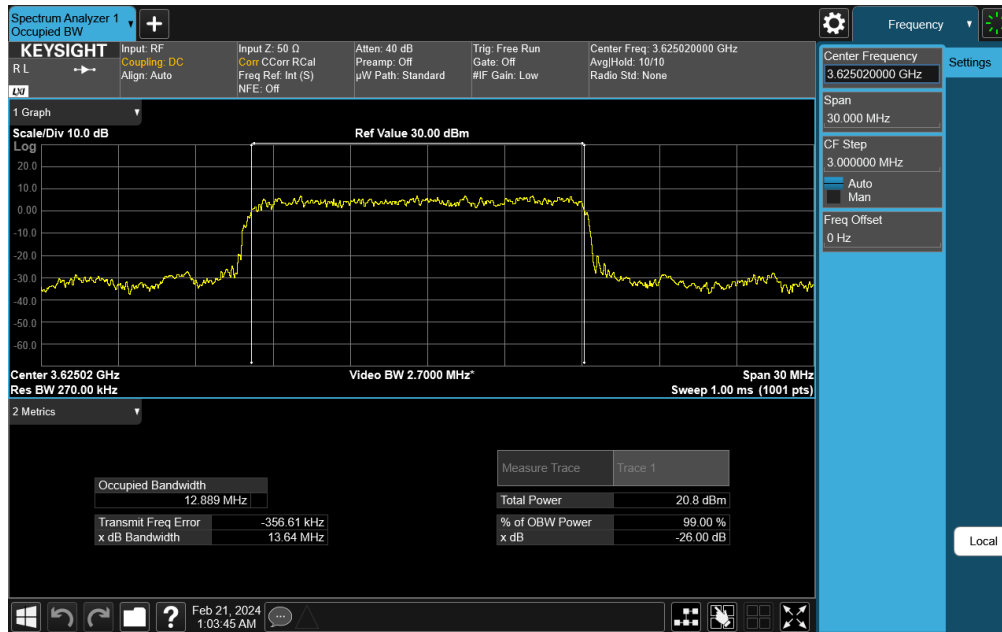 Spectrum Analyzer 1
Occupied BW
Frequency
KEYSIGHT
R L
LXI
Input: RF
Coupling: DC
Align: Auto
Input Z: 50 Ω
Corr CCorr RCal
Freq Ref: Int (S)
NFE: Off
Atten: 40 dB
Preamp: Off
µW Path: Standard
Trig: Free Run
Gate: Off
#IF Gain: Low
Center Freq: 3.625020000 GHz
Avg|Hold: 10/10
Radio Std: None
Center Frequency
3.625020000 GHz
Settings
Span
30.000 MHz
CF Step
3.000000 MHz
Auto
Man
Freq Offset
0 Hz
Local
1 Graph
Scale/Div 10.0 dB
Ref Value 30.00 dBm
Log
20.0
10.0
0.00
-10.0
-20.0
-30.0
-40.0
-50.0
-60.0
Center 3.62502 GHz
Video BW 2.7000 MHz*
Span 30 MHz
Res BW 270.00 kHz
Sweep 1.00 ms (1001 pts)
2 Metrics
Measure Trace Trace 1
Occupied Bandwidth
12.889 MHz
Total Power 20.8 dBm
Transmit Freq Error -356.61 kHz
% of OBW Power 99.00 %
x dB Bandwidth 13.64 MHz
x dB -26.00 dB
Feb 21, 2024
1:03:45 AM